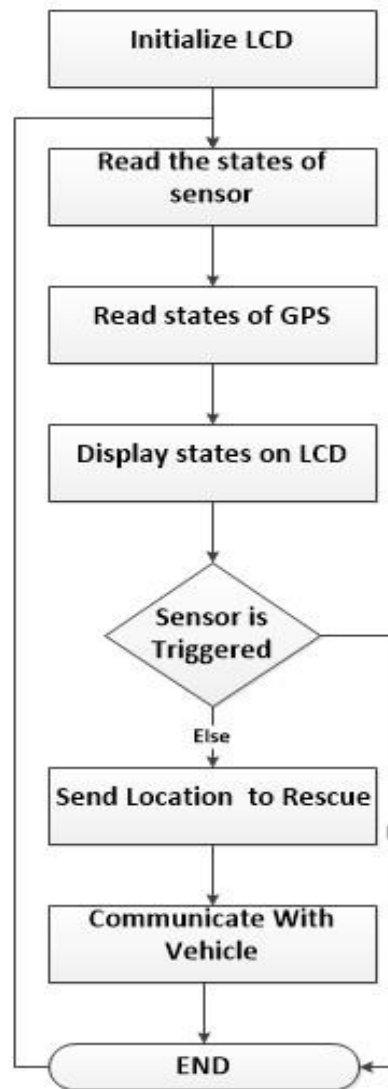 Initialize LCD
Read the states of
sensor
Read states of GPS
Display states on LCD
Sensor is
Triggered
Else
Send Location to Rescue
Communicate With
Vehicle
END